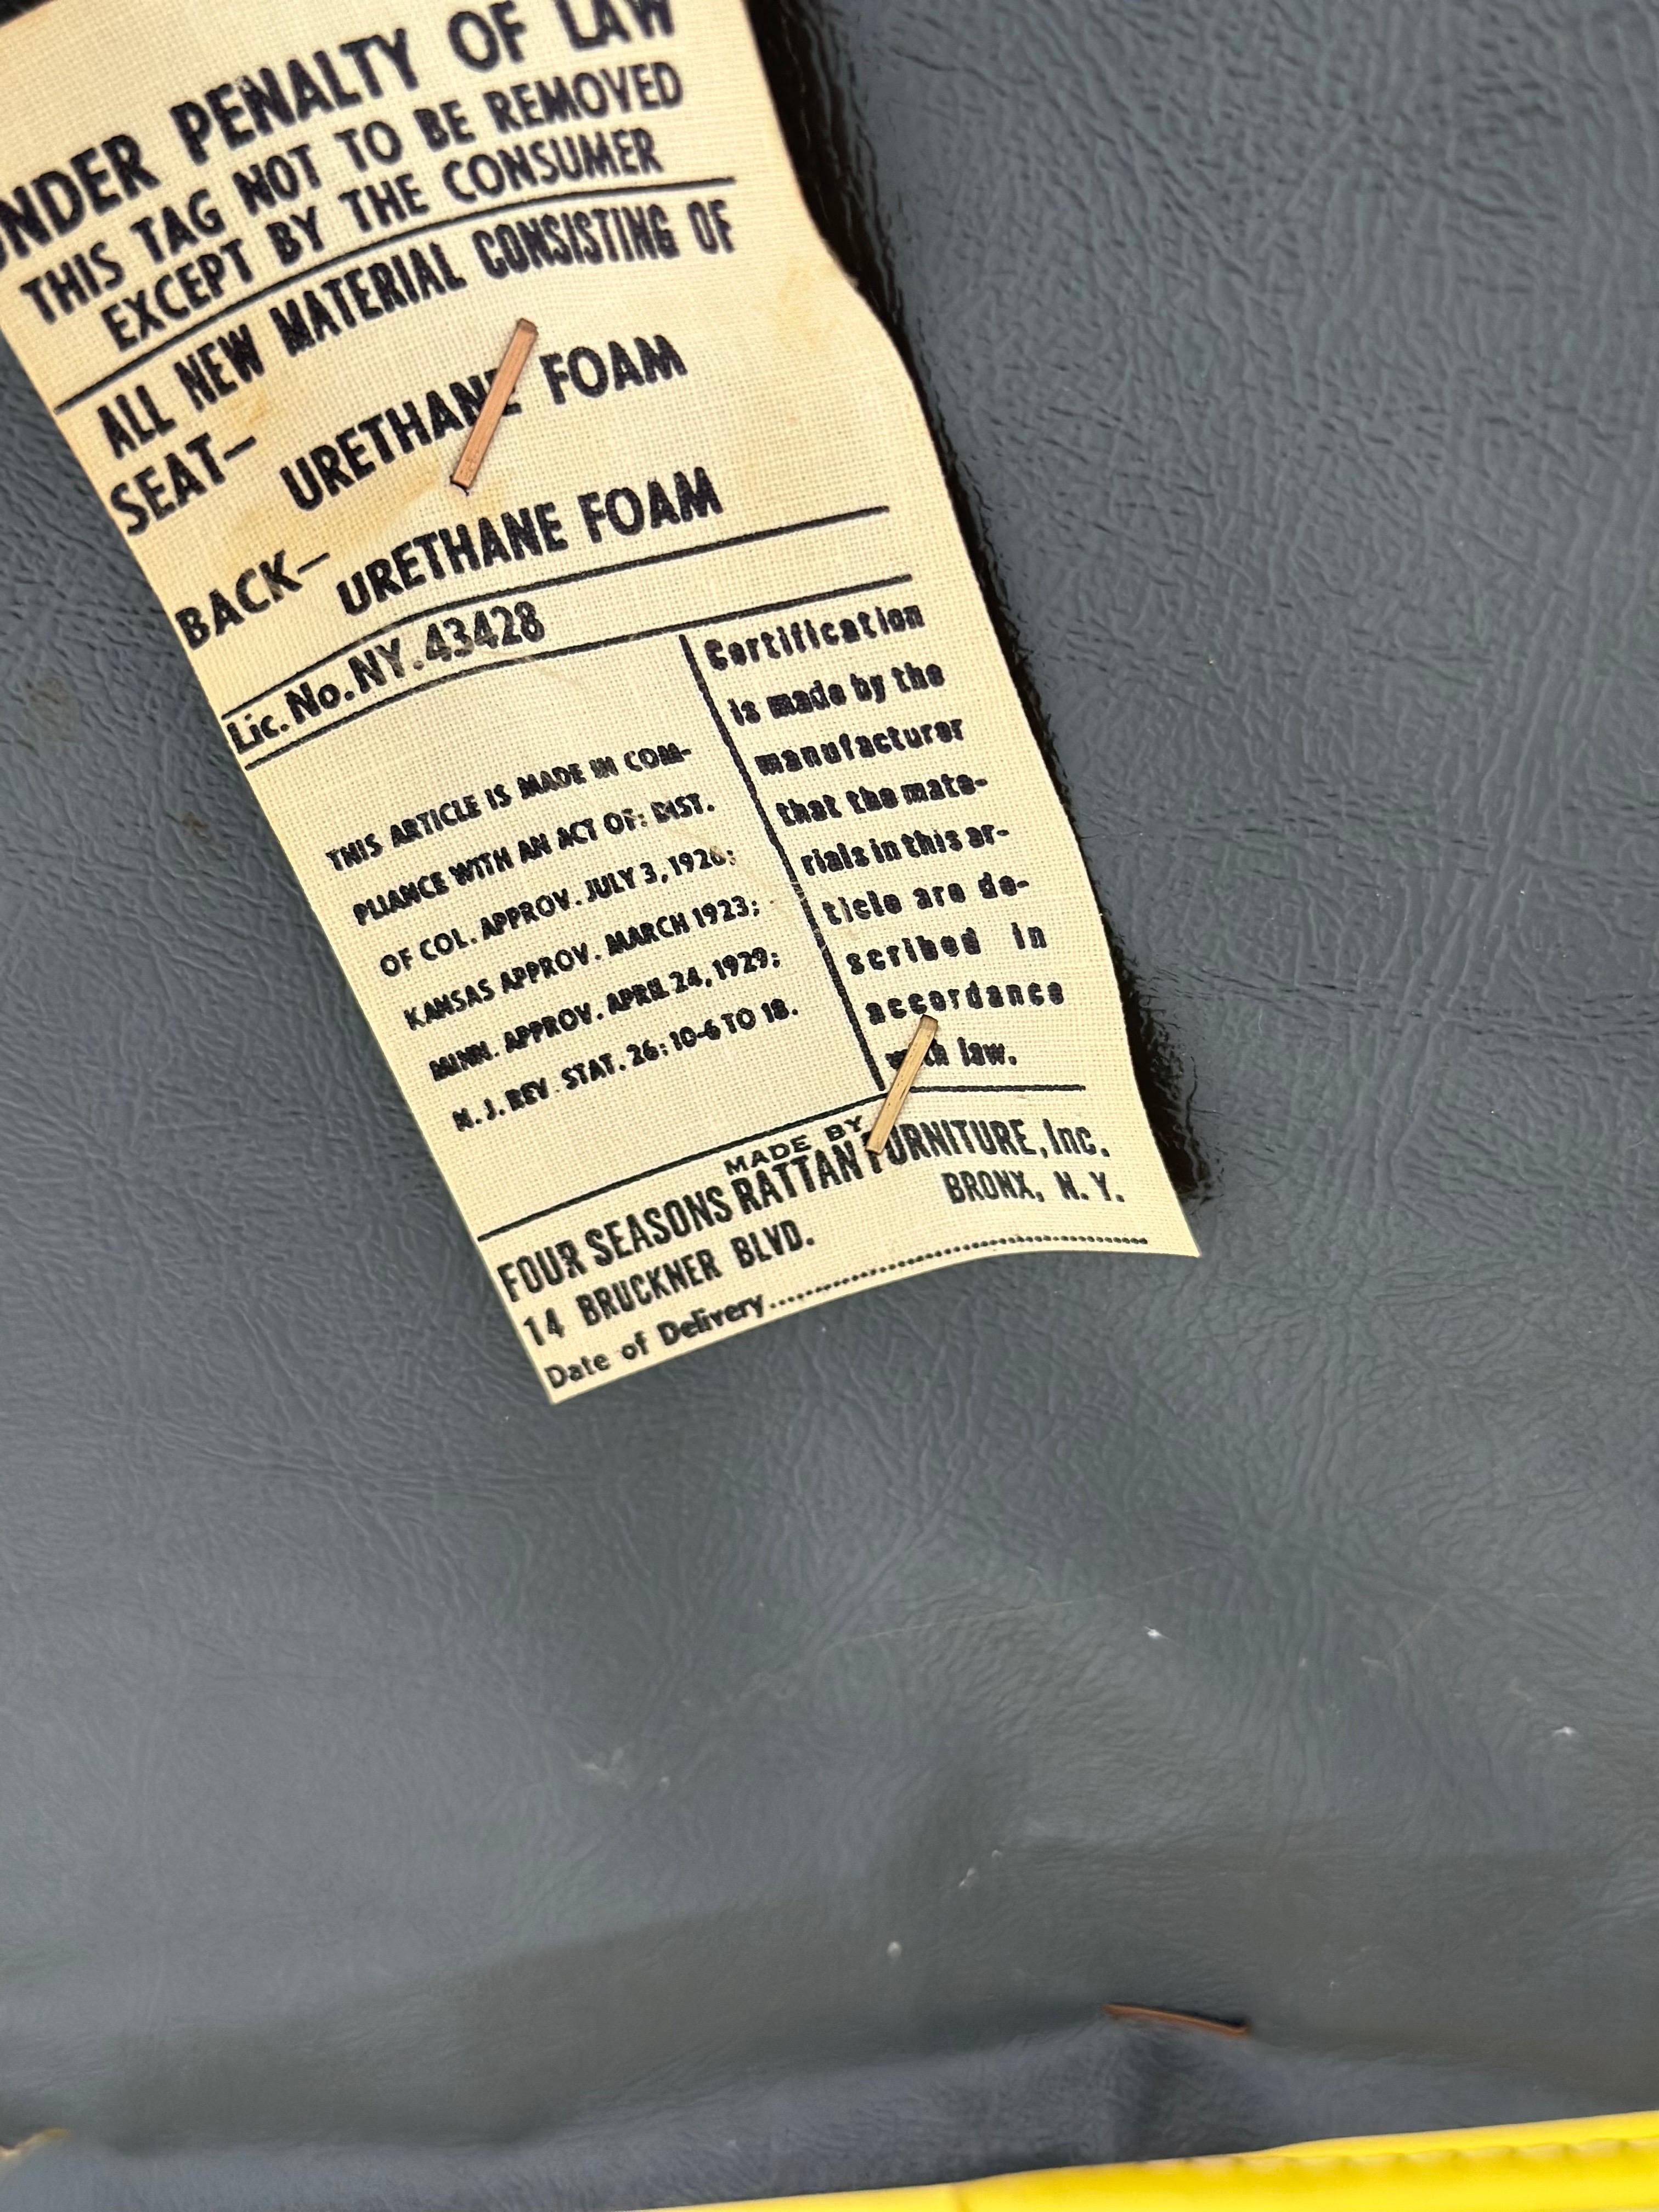 UNDER PENALTY OF LAW
THIS TAG NOT TO BE REMOVED
EXCEPT BY THE CONSUMER
ALL NEW MATERIAL CONSISTING OF
SEAT—
URETHANE FOAM
BACK—
URETHANE FOAM
Lic. No. NY. 43428
THIS ARTICLE IS MADE IN COM-
PLIANCE WITH AN ACT OF: DIST.
OF COL. APPROV. JULY 3, 1926;
KANSAS APPROV. MARCH 1923;
MINN. APPROV. APRIL 24, 1929;
N. J. REV. STAT. 26: 10-6 TO 18.
Certification
is made by the
manufacturer
that the mate-
rials in this ar-
ticle are de-
scribed in
accordance
with law.
MADE BY
FOUR SEASONS RATTAN FURNITURE, Inc.
14 BRUCKNER BLVD. BRONX, N. Y.
Date of Delivery..........................................